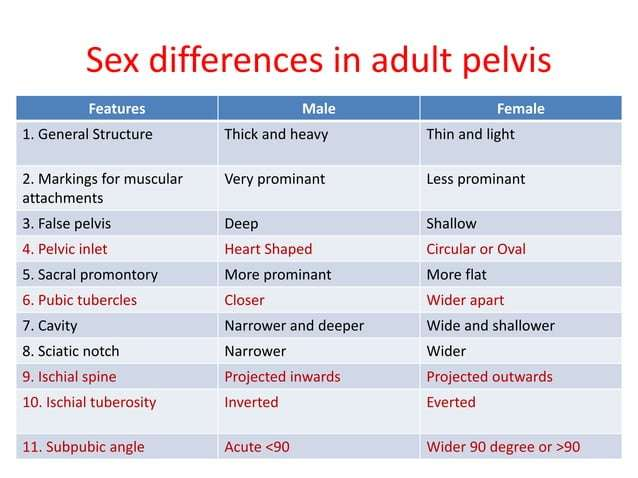 Sex differences in adult pelvis
Features Male Female
1. General Structure Thick and heavy Thin and light
2. Markings for muscular attachments Very prominant Less prominant
3. False pelvis Deep Shallow
4. Pelvic inlet Heart Shaped Circular or Oval
5. Sacral promontory More prominant More flat
6. Pubic tubercles Closer Wider apart
7. Cavity Narrower and deeper Wide and shallower
8. Sciatic notch Narrower Wider
9. Ischial spine Projected inwards Projected outwards
10. Ischial tuberosity Inverted Everted
11. Subpubic angle Acute <90 Wider 90 degree or >90